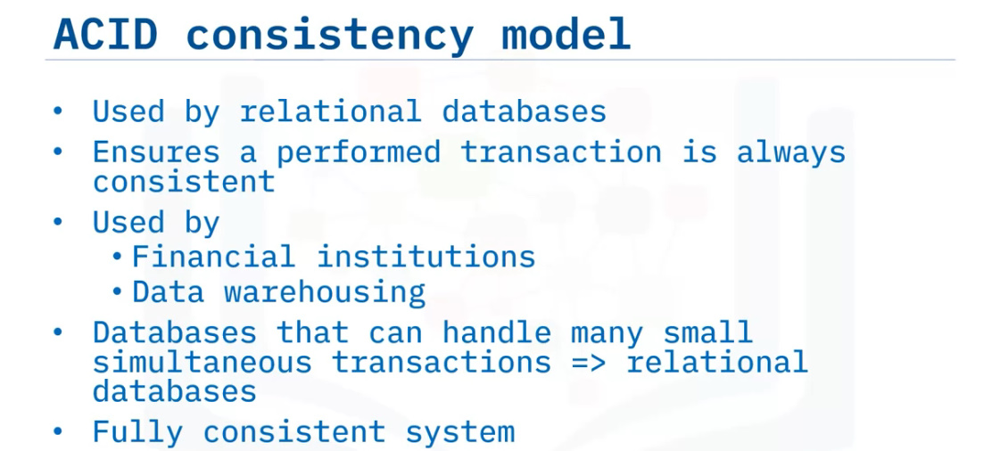 ACID consistency model
• Used by relational databases
• Ensures a performed transaction is always
consistent
• Used by
• Financial institutions
• Data warehousing
• Databases that can handle many small
simultaneous transactions => relational
databases
• Fully consistent system